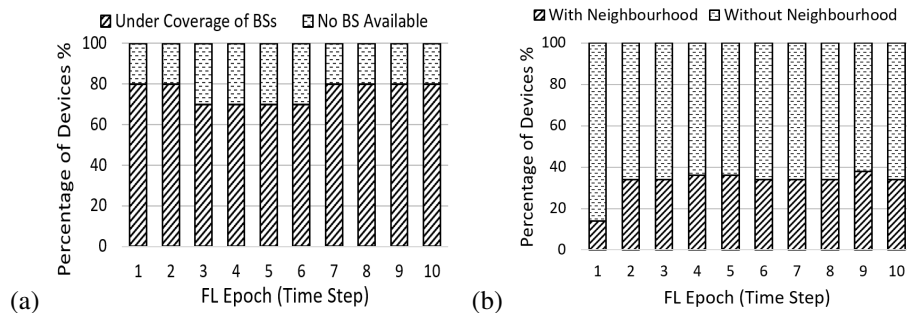 Under Coverage of BSs
No BS Available
Percentage of Devices %
100
80
60
40
20
0
1 2 3 4 5 6 7 8 9 10
FL Epoch (Time Step)
(a)
With Neighbourhood
Without Neighbourhood
Percentage of Devices %
100
80
60
40
20
0
1 2 3 4 5 6 7 8 9 10
FL Epoch (Time Step)
(b)